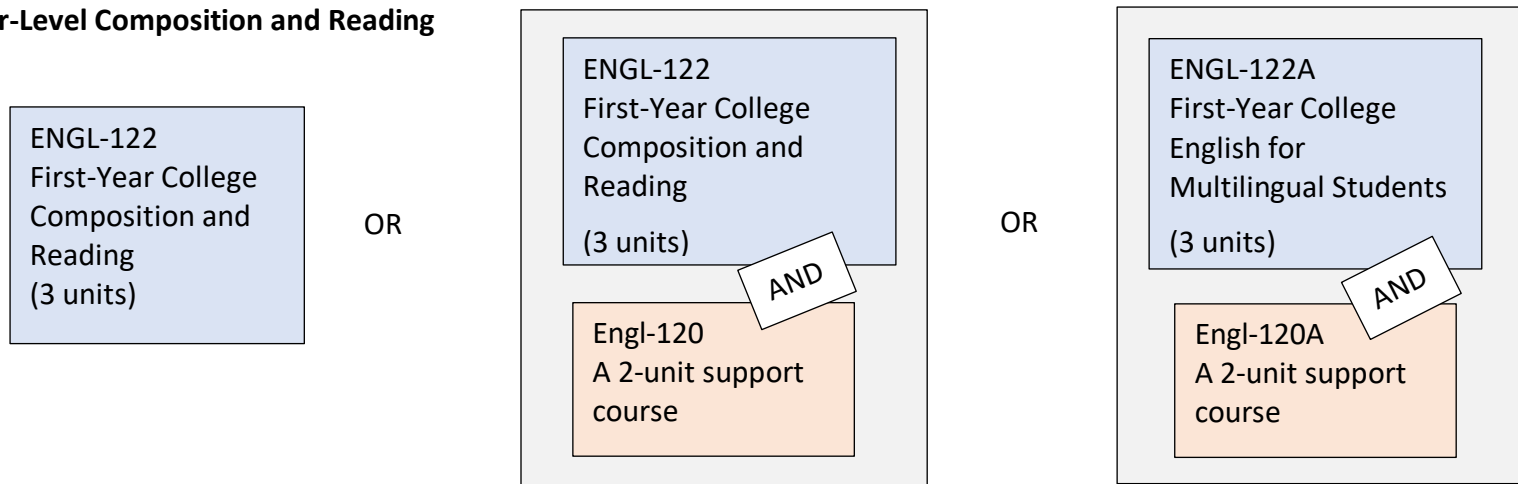 r-Level Composition and Reading
ENGL-122
First-Year College
Composition and
Reading
(3 units)
OR
ENGL-122
First-Year College
Composition and
Reading
(3 units)
AND
Engl-120
A 2-unit support
course
OR
ENGL-122A
First-Year College
English for
Multilingual Students
(3 units)
AND
Engl-120A
A 2-unit support
course